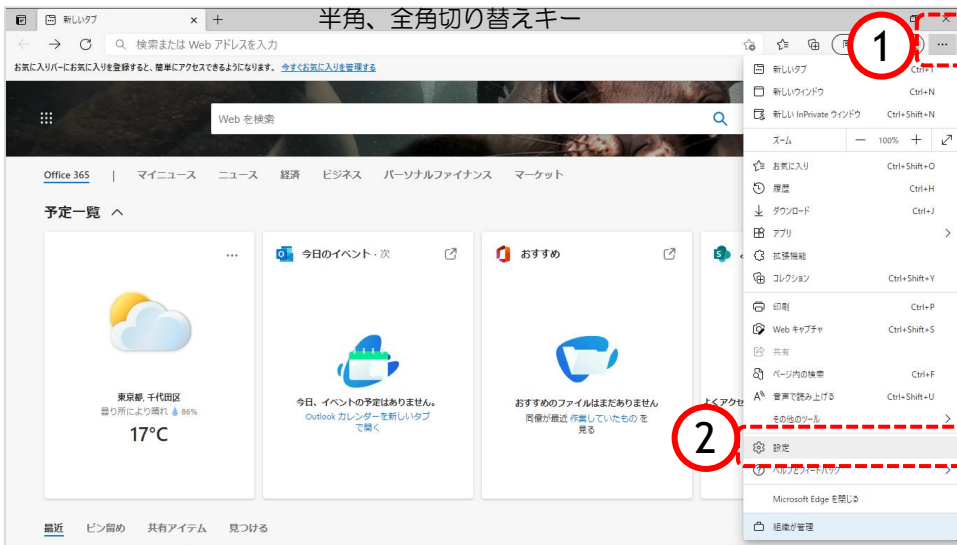 半角、全角切り替えキー
新しいタブ
検索または Web アドレスを入力
1
お気に入りバーにお気に入りを登録すると、簡単にアクセスできるようになります。 今すぐお気に入りを管理する
Web を検索
Office 365 | マイニュース ニュース 経済 ビジネス パーソナルファイナンス マーケット
予定一覧
今日のイベント · 次
おすすめ
東京都, 千代田区
曇り所により晴れ 86%
17°C
今日、イベントの予定はありません。
Outlook カレンダーを新しいタブ
で開く
おすすめのファイルはまだありません
同僚が最近 作業していたもの を
見る
よくアクセ
最近 ピン留め 共有アイテム 見つける
新しいタブ Ctrl+T
新しいウィンドウ Ctrl+N
新しい InPrivate ウィンドウ Ctrl+Shift+N
ズーム 100%
お気に入り Ctrl+Shift+O
履歴 Ctrl+H
ダウンロード Ctrl+J
アプリ
拡張機能
コレクション Ctrl+Shift+Y
印刷 Ctrl+P
Web キャプチャ Ctrl+Shift+S
共有
ページ内の検索 Ctrl+F
音声で読み上げる Ctrl+Shift+U
その他のツール
2
設定
ヘルプとフィードバック
Microsoft Edge を閉じる
組織が管理